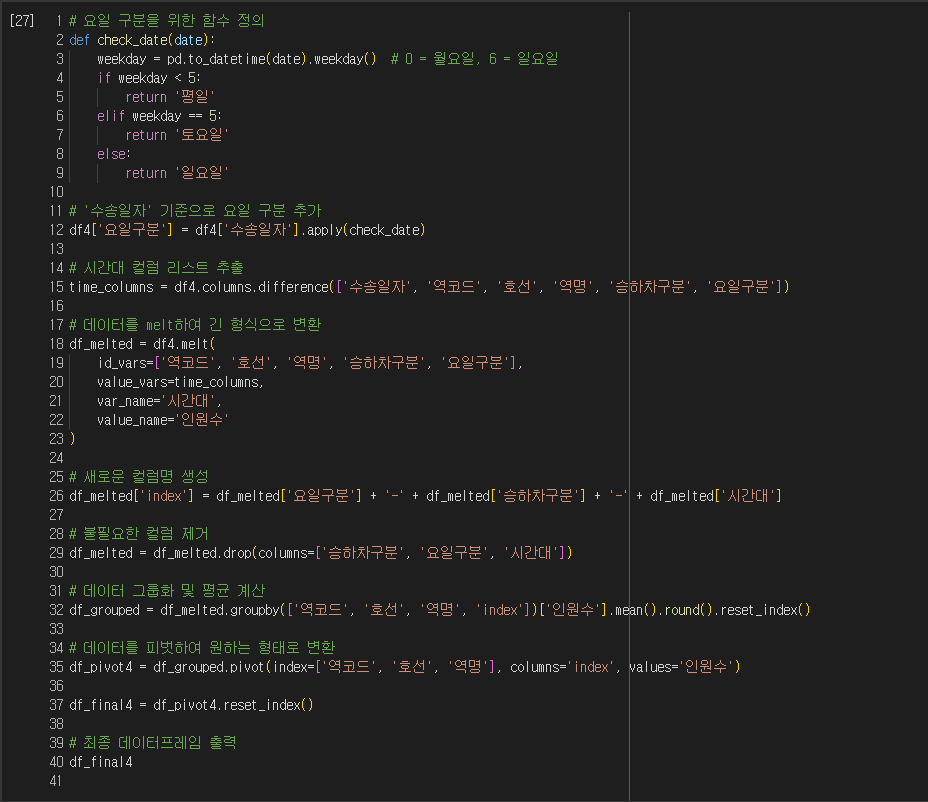 [27] 1 # 요일 구분을 위한 함수 정의
2 def check_date(date):
3     weekday = pd.to_datetime(date).weekday()  # 0 = 월요일, 6 = 일요일
4     if weekday < 5:
5         return '평일'
6     elif weekday == 5:
7         return '토요일'
8     else:
9         return '일요일'
10
11 # '수송일자' 기준으로 요일 구분 추가
12 df4['요일구분'] = df4['수송일자'].apply(check_date)
13
14 # 시간대 컬럼 리스트 추출
15 time_columns = df4.columns.difference(['수송일자', '역코드', '호선', '역명', '승하차구분', '요일구분'])
16
17 # 데이터를 melt하여 긴 형식으로 변환
18 df_melted = df4.melt(
19     id_vars=['역코드', '호선', '역명', '승하차구분', '요일구분'],
20     value_vars=time_columns,
21     var_name='시간대',
22     value_name='인원수'
23 )
24
25 # 새로운 컬럼명 생성
26 df_melted['index'] = df_melted['요일구분'] + '-' + df_melted['승하차구분'] + '-' + df_melted['시간대']
27
28 # 불필요한 컬럼 제거
29 df_melted = df_melted.drop(columns=['승하차구분', '요일구분', '시간대'])
30
31 # 데이터 그룹화 및 평균 계산
32 df_grouped = df_melted.groupby(['역코드', '호선', '역명', 'index'])['인원수'].mean().round().reset_index()
33
34 # 데이터를 피벗하여 원하는 형태로 변환
35 df_pivot4 = df_grouped.pivot(index=['역코드', '호선', '역명'], columns='index', values='인원수')
36
37 df_final4 = df_pivot4.reset_index()
38
39 # 최종 데이터프레임 출력
40 df_final4
41